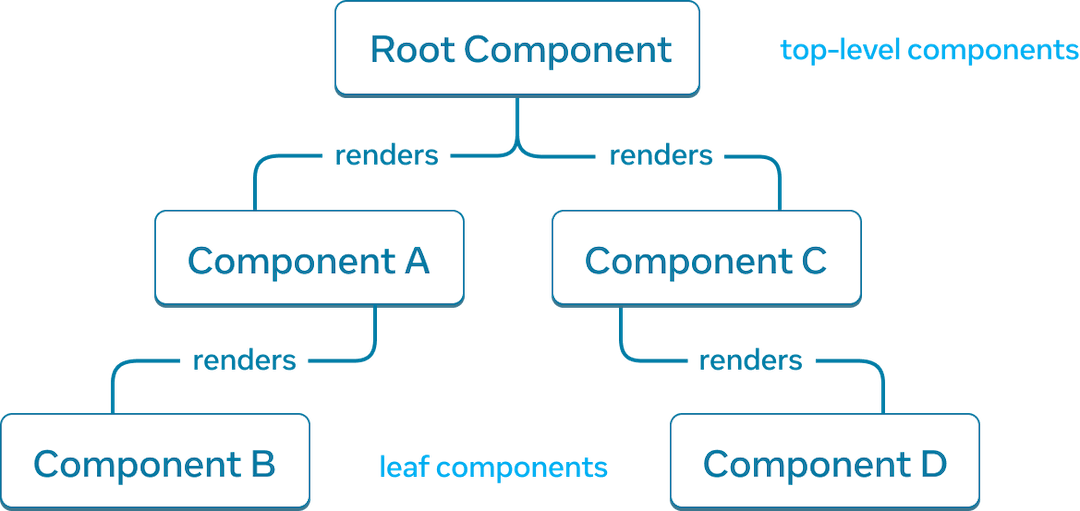 Root Component
top-level components
renders
renders
Component A
Component C
renders
renders
Component B
leaf components
Component D